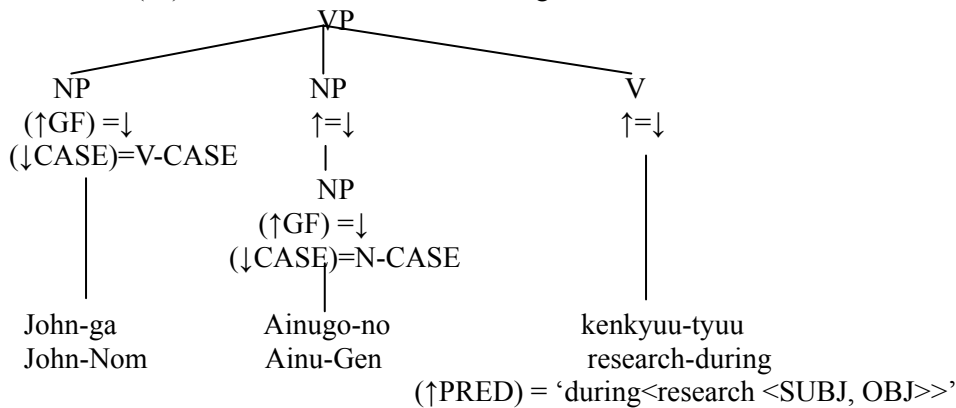 VP
NP NP V
(↑GF) =↓ ↑=↓ ↑=↓
(↓CASE)=V-CASE
NP
(↑GF) =↓
(↓CASE)=N-CASE
John-ga Ainugo-no kenkyuu-tyuu
John-Nom Ainu-Gen research-during
(↑PRED) = ‘during<research <SUBJ, OBJ>>’